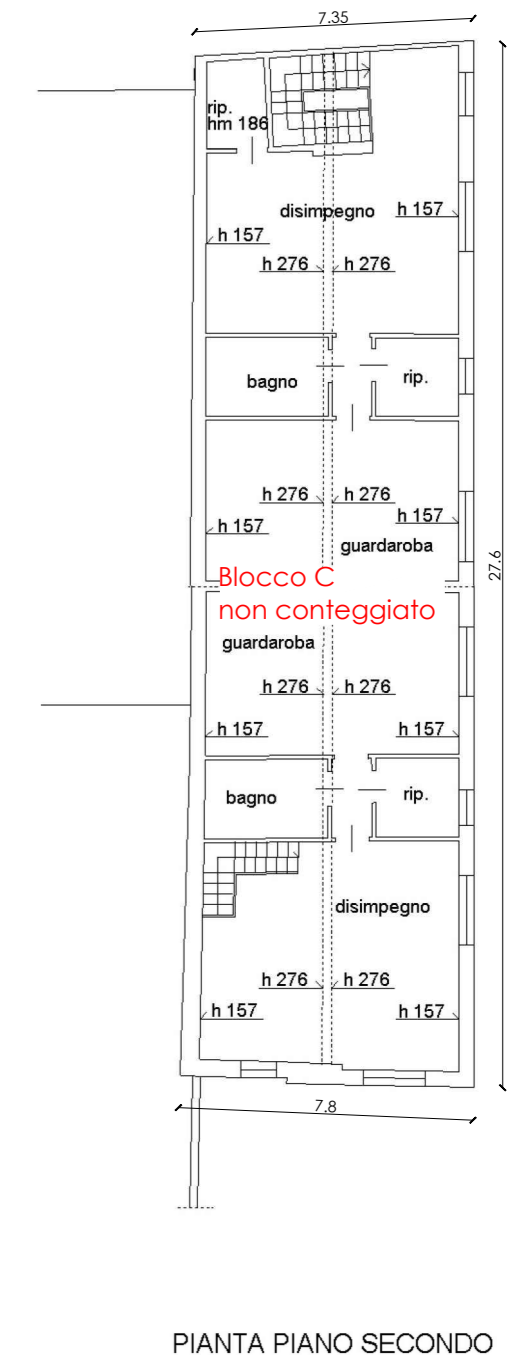 7.35
rip.
hm 186
disimpegno
h 157
h 157
h 276
h 276
bagno
rip.
h 276
h 276
h 157
h 157
guardaroba
27.6
Blocco C
non conteggiato
guardaroba
h 276
h 276
h 157
h 157
bagno
rip.
disimpegno
h 276
h 276
h 157
h 157
7.8
PIANTA PIANO SECONDO